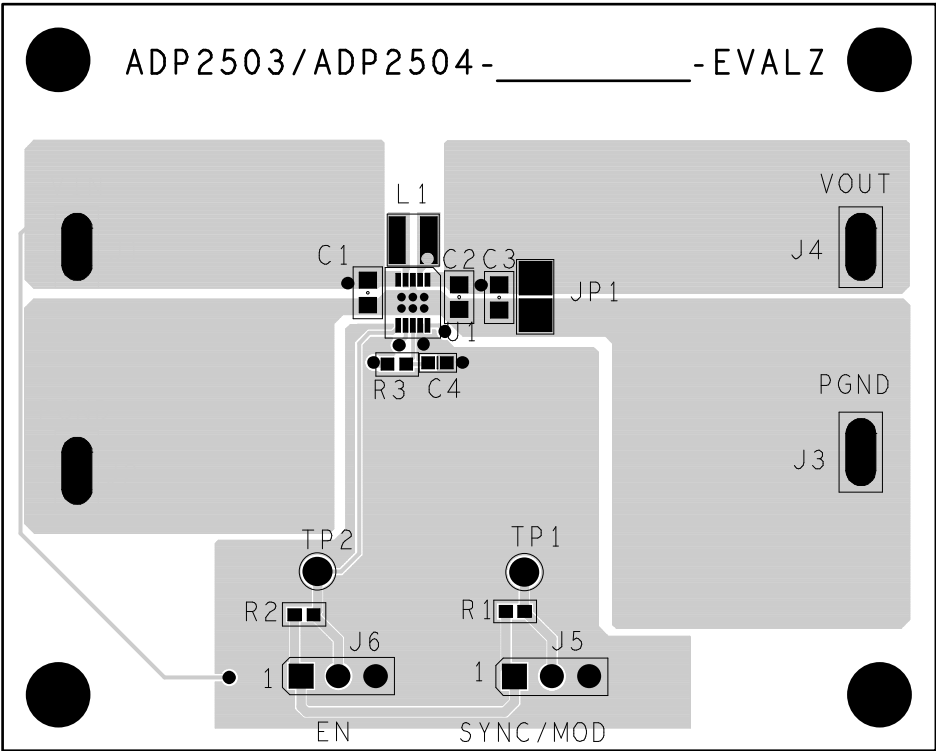 ADP2503/ADP2504-__________-EVALZ
VOUT
L1
J4
C1
C2
C3
JP1
U1
R3
C4
PGND
J3
TP2
TP1
R2
R1
J6
J5
1
1
EN
SYNC/MOD